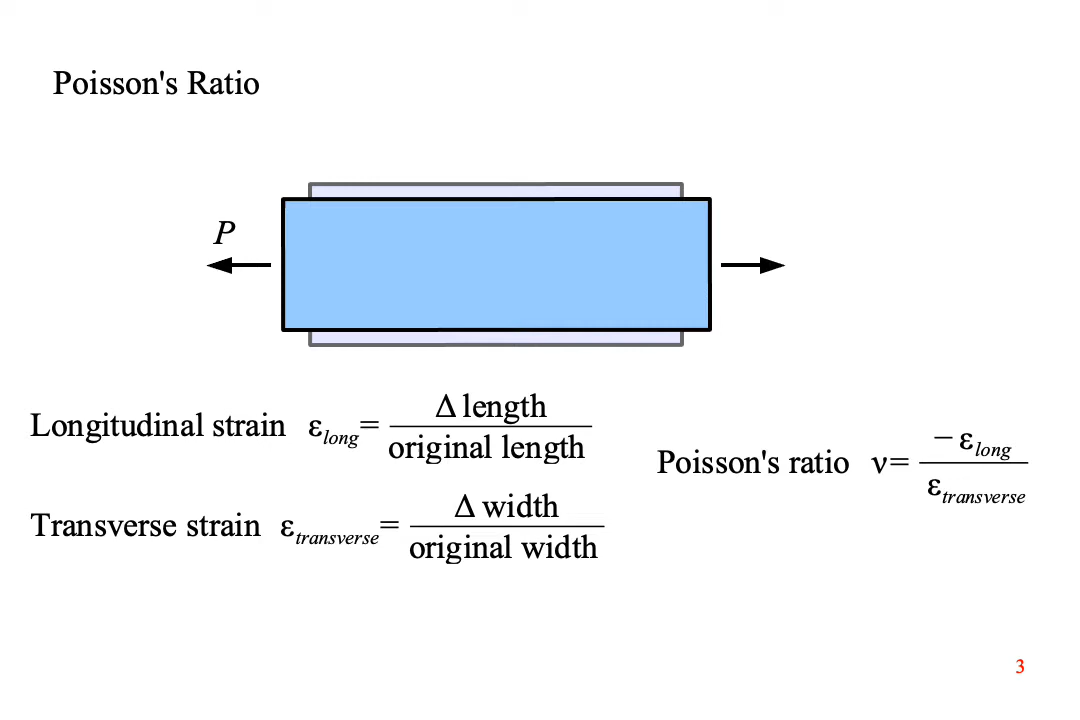 Poisson's Ratio
P
Longitudinal strain ε_long = Δ length / original length
Transverse strain ε_transverse = Δ width / original width
Poisson's ratio ν = −ε_long / ε_transverse
3